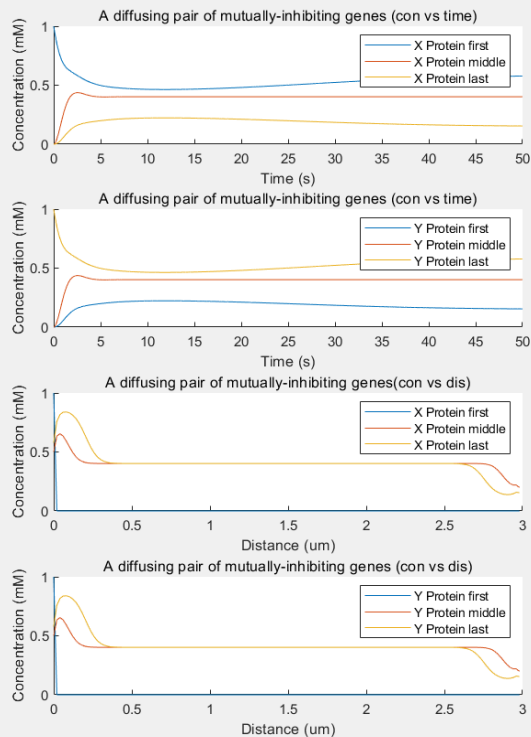 A diffusing pair of mutually-inhibiting genes (con vs time)
Concentration (mM)
1
0.5
0
X Protein first
X Protein middle
X Protein last
0 5 10 15 20 25 30 35 40 45 50
Time (s)
A diffusing pair of mutually-inhibiting genes (con vs time)
Concentration (mM)
1
0.5
0
Y Protein first
Y Protein middle
Y Protein last
0 5 10 15 20 25 30 35 40 45 50
Time (s)
A diffusing pair of mutually-inhibiting genes(con vs dis)
Concentration (mM)
1
0.5
0
X Protein first
X Protein middle
X Protein last
0 0.5 1 1.5 2 2.5 3
Distance (um)
A diffusing pair of mutually-inhibiting genes (con vs dis)
Concentration (mM)
1
0.5
0
Y Protein first
Y Protein middle
Y Protein last
0 0.5 1 1.5 2 2.5 3
Distance (um)